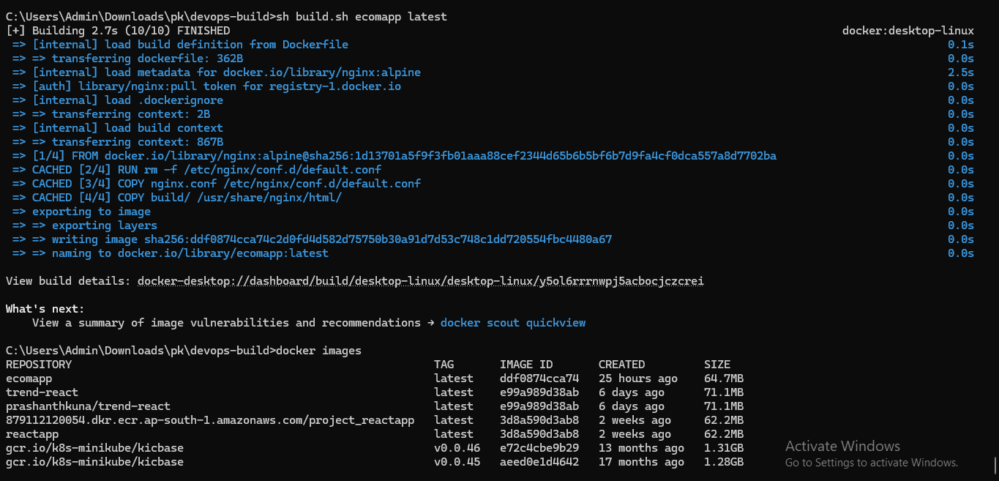 C:\Users\Admin\Downloads\pk\devops-build>sh build.sh ecomapp latest
[+] Building 2.7s (10/10) FINISHED docker:desktop-linux
=> [internal] load build definition from Dockerfile 0.1s
=> => transferring dockerfile: 362B 0.0s
=> [internal] load metadata for docker.io/library/nginx:alpine 2.5s
=> [auth] library/nginx:pull token for registry-1.docker.io 0.0s
=> [internal] load .dockerignore 0.0s
=> => transferring context: 2B 0.0s
=> [internal] load build context 0.0s
=> => transferring context: 867B 0.0s
=> [1/4] FROM docker.io/library/nginx:alpine@sha256:1d13701a5f9f3fb01aaa88cef2344d65b6b5bf6b7d9fa4cf0dca557a8d7702ba 0.0s
=> CACHED [2/4] RUN rm -f /etc/nginx/conf.d/default.conf 0.0s
=> CACHED [3/4] COPY nginx.conf /etc/nginx/conf.d/default.conf 0.0s
=> CACHED [4/4] COPY build/ /usr/share/nginx/html/ 0.0s
=> exporting to image 0.0s
=> => exporting layers 0.0s
=> => writing image sha256:ddf0874cca74c2d0fd4d582d75750b30a91d7d53c748c1dd720554fbc4480a67 0.0s
=> => naming to docker.io/library/ecomapp:latest 0.0s
View build details: docker-desktop://dashboard/build/desktop-linux/desktop-linux/y5ol6rrrnwpj5acbocjczcrei
What's next:
View a summary of image vulnerabilities and recommendations → docker scout quickview
C:\Users\Admin\Downloads\pk\devops-build>docker images
REPOSITORY TAG IMAGE ID CREATED SIZE
ecomapp latest ddf0874cca74 25 hours ago 64.7MB
trend-react latest e99a989d38ab 6 days ago 71.1MB
prashanthkuna/trend-react latest e99a989d38ab 6 days ago 71.1MB
879112120054.dkr.ecr.ap-south-1.amazonaws.com/project_reactapp latest 3d8a590d3ab8 2 weeks ago 62.2MB
reactapp latest 3d8a590d3ab8 2 weeks ago 62.2MB
gcr.io/k8s-minikube/kicbase v0.0.46 e72c4cbe9b29 13 months ago 1.31GB
gcr.io/k8s-minikube/kicbase v0.0.45 aeed0e1d4642 17 months ago 1.28GB
Activate Windows
Go to Settings to activate Windows.